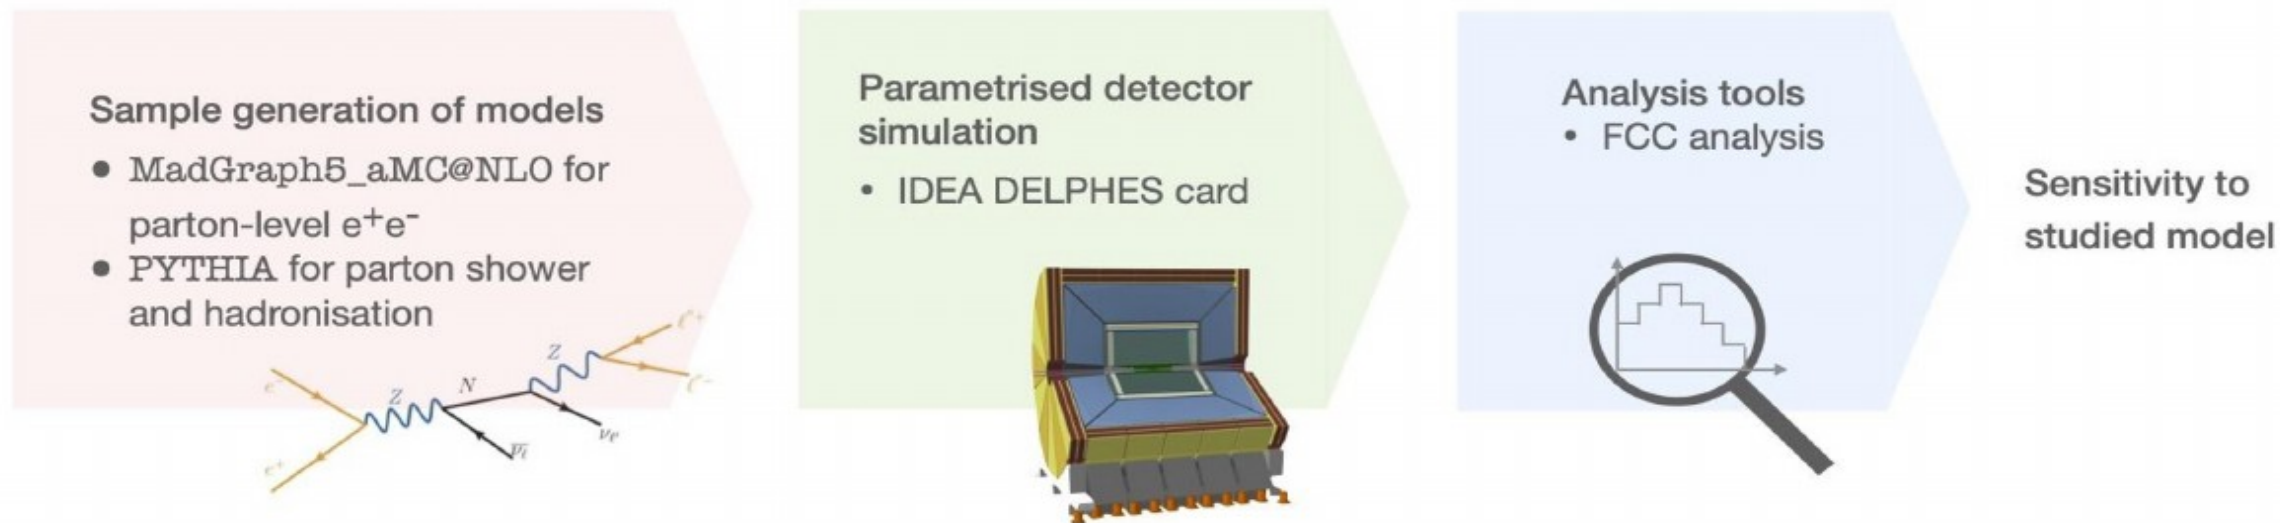 Sample generation of models
• MadGraph5_aMC@NLO for
parton-level e⁺e⁻
• PYTHIA for parton shower
and hadronisation
e⁻
e⁺
Z
N
Z
ℓ⁺
ℓ⁻
Parametrised detector
simulation
• IDEA DELPHES card
Analysis tools
• FCC analysis
Sensitivity to
studied model